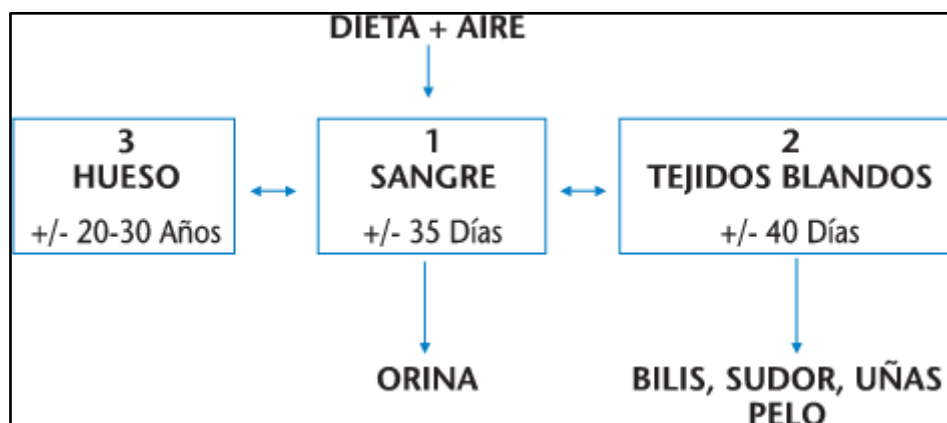 DIETA + AIRE
3
HUESO
+/- 20-30 Años
1
SANGRE
+/- 35 Días
2
TEJIDOS BLANDOS
+/- 40 Días
ORINA
BILIS, SUDOR, UÑAS
PELO